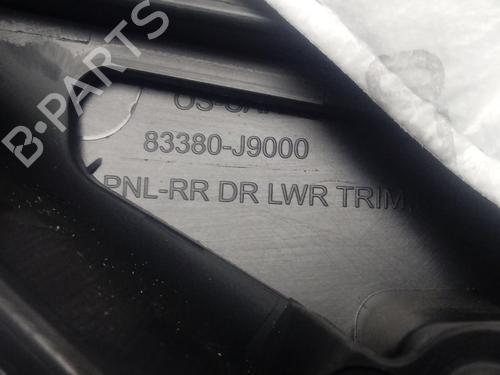 B-PARTS
83380-J9000
PNL-RR DR LWR TRIM